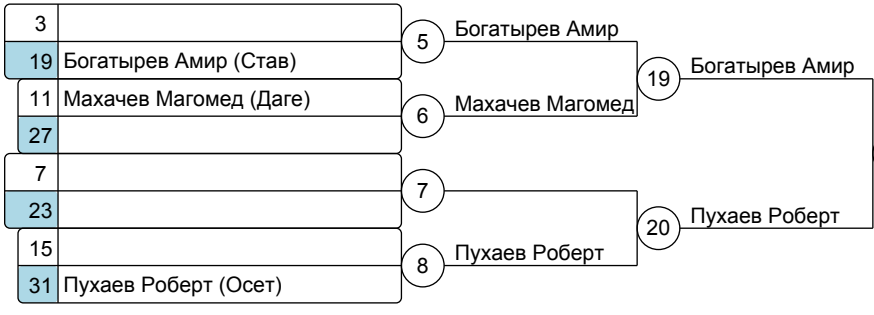 3
19 Богатырев Амир (Став)
11 Махачев Магомед (Даге)
27
7
23
15
31 Пухаев Роберт (Осет)
5
6
7
8
Богатырев Амир
Махачев Магомед
Пухаев Роберт
19
20
Богатырев Амир
Пухаев Роберт